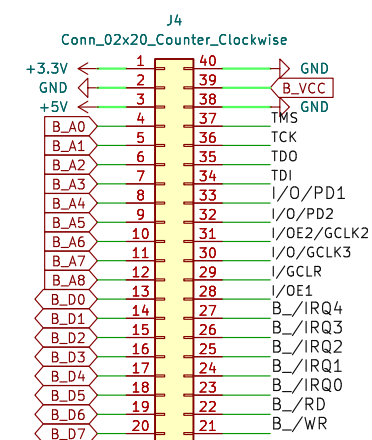 J4
Conn_02x20_Counter_Clockwise
+3.3V 1 40 GND
GND 2 39 B_VCC
+5V 3 38 GND
B_A0 4 37 TMS
B_A1 5 36 TCK
B_A2 6 35 TDO
B_A3 7 34 TDI
B_A4 8 33 I/O/PD1
B_A5 9 32 I/O/PD2
B_A6 10 31 I/OE2/GCLK2
B_A7 11 30 I/O/GCLK3
B_A8 12 29 I/GCLR
B_D0 13 28 I/OE1
B_D1 14 27 B_/IRQ4
B_D2 15 26 B_/IRQ3
B_D3 16 25 B_/IRQ2
B_D4 17 24 B_/IRQ1
B_D5 18 23 B_/IRQ0
B_D6 19 22 B_/RD
B_D7 20 21 B_/WR